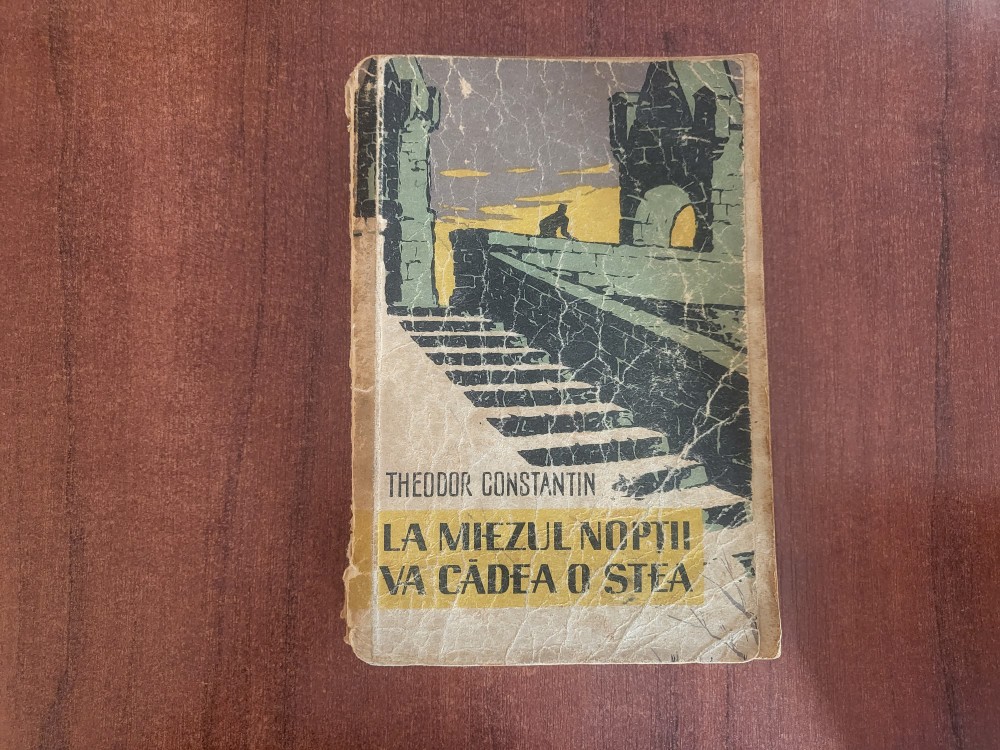 THEODOR CONSTANTIN
LA MIEZUL NOPȚII
VA CĂDEA O STEA